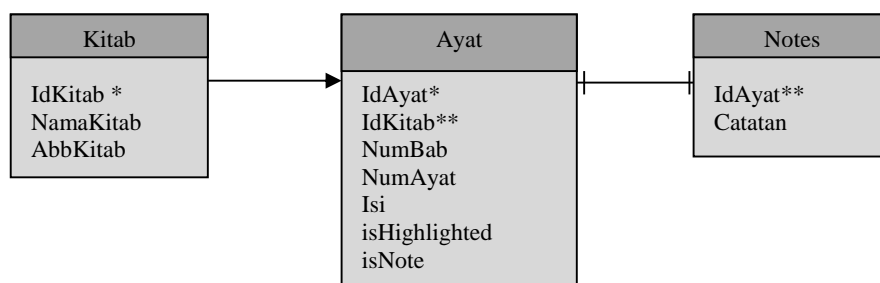 Kitab
IdKitab *
NamaKitab
AbbKitab
Ayat
IdAyat*
IdKitab**
NumBab
NumAyat
Isi
isHighlighted
isNote
Notes
IdAyat**
Catatan